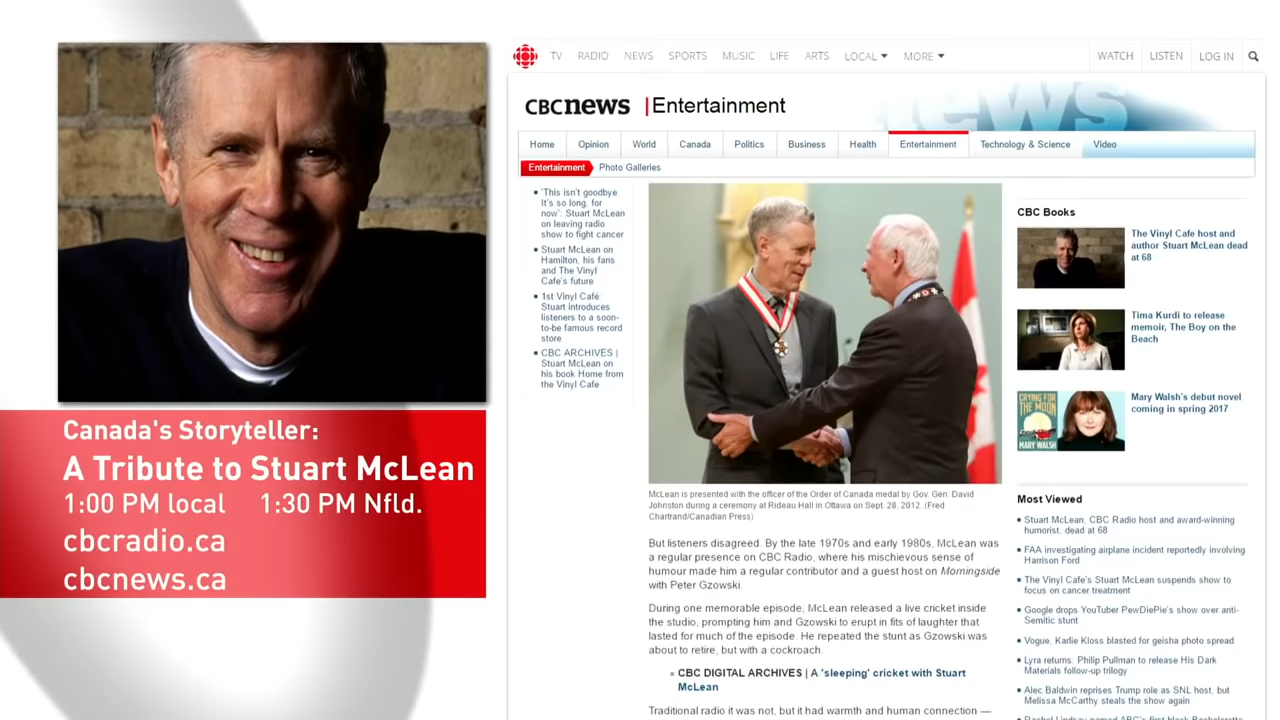 Canada's Storyteller:
A Tribute to Stuart McLean
1:00 PM local 1:30 PM Nfld.
cbcradio.ca
cbcnews.ca
TV RADIO NEWS SPORTS MUSIC LIFE ARTS LOCAL MORE WATCH LISTEN LOG IN
CBCnews | Entertainment
news
Home Opinion World Canada Politics Business Health Entertainment Technology & Science Video
Entertainment Photo Galleries
'This isn't goodbye.
It's so long, for
now': Stuart McLean
on leaving radio
show to fight cancer
Stuart McLean on
Hamilton, his fans
and The Vinyl
Cafe's future
1st Vinyl Café:
Stuart introduces
listeners to a soon-
to-be famous record
store
CBC ARCHIVES |
Stuart McLean on
his book Home from
the Vinyl Cafe
McLean is presented with the officer of the Order of Canada medal by Gov. Gen. David
Johnston during a ceremony at Rideau Hall in Ottawa on Sept. 28, 2012. (Fred
Chartrand/Canadian Press)
But listeners disagreed. By the late 1970s and early 1980s, McLean was
a regular presence on CBC Radio, where his mischievous sense of
humour made him a regular contributor and a guest host on Morningside
with Peter Gzowski.
During one memorable episode, McLean released a live cricket inside
the studio, prompting him and Gzowski to erupt in fits of laughter that
lasted for much of the episode. He repeated the stunt as Gzowski was
about to retire, but with a cockroach.
CBC DIGITAL ARCHIVES | A 'sleeping' cricket with Stuart
McLean
Traditional radio it was not, but it had warmth and human connection —
CBC Books
The Vinyl Cafe host and
author Stuart McLean dead
at 68
Tima Kurdi to release
memoir, The Boy on the
Beach
CRYING FOR
THE MOON
MARY WALSH
Mary Walsh's debut novel
coming in spring 2017
Most Viewed
Stuart McLean, CBC Radio host and award-winning
humorist, dead at 68
FAA investigating airplane incident reportedly involving
Harrison Ford
The Vinyl Cafe's Stuart McLean suspends show to
focus on cancer treatment
Google drops YouTuber PewDiePie's show over anti-
Semitic stunt
Vogue, Karlie Kloss blasted for geisha photo spread
Lyra returns: Philip Pullman to release His Dark
Materials follow-up trilogy
Alec Baldwin reprises Trump role as SNL host, but
Melissa McCarthy steals the show again
Rachel Lindsay named ABC's first black Bachelorette